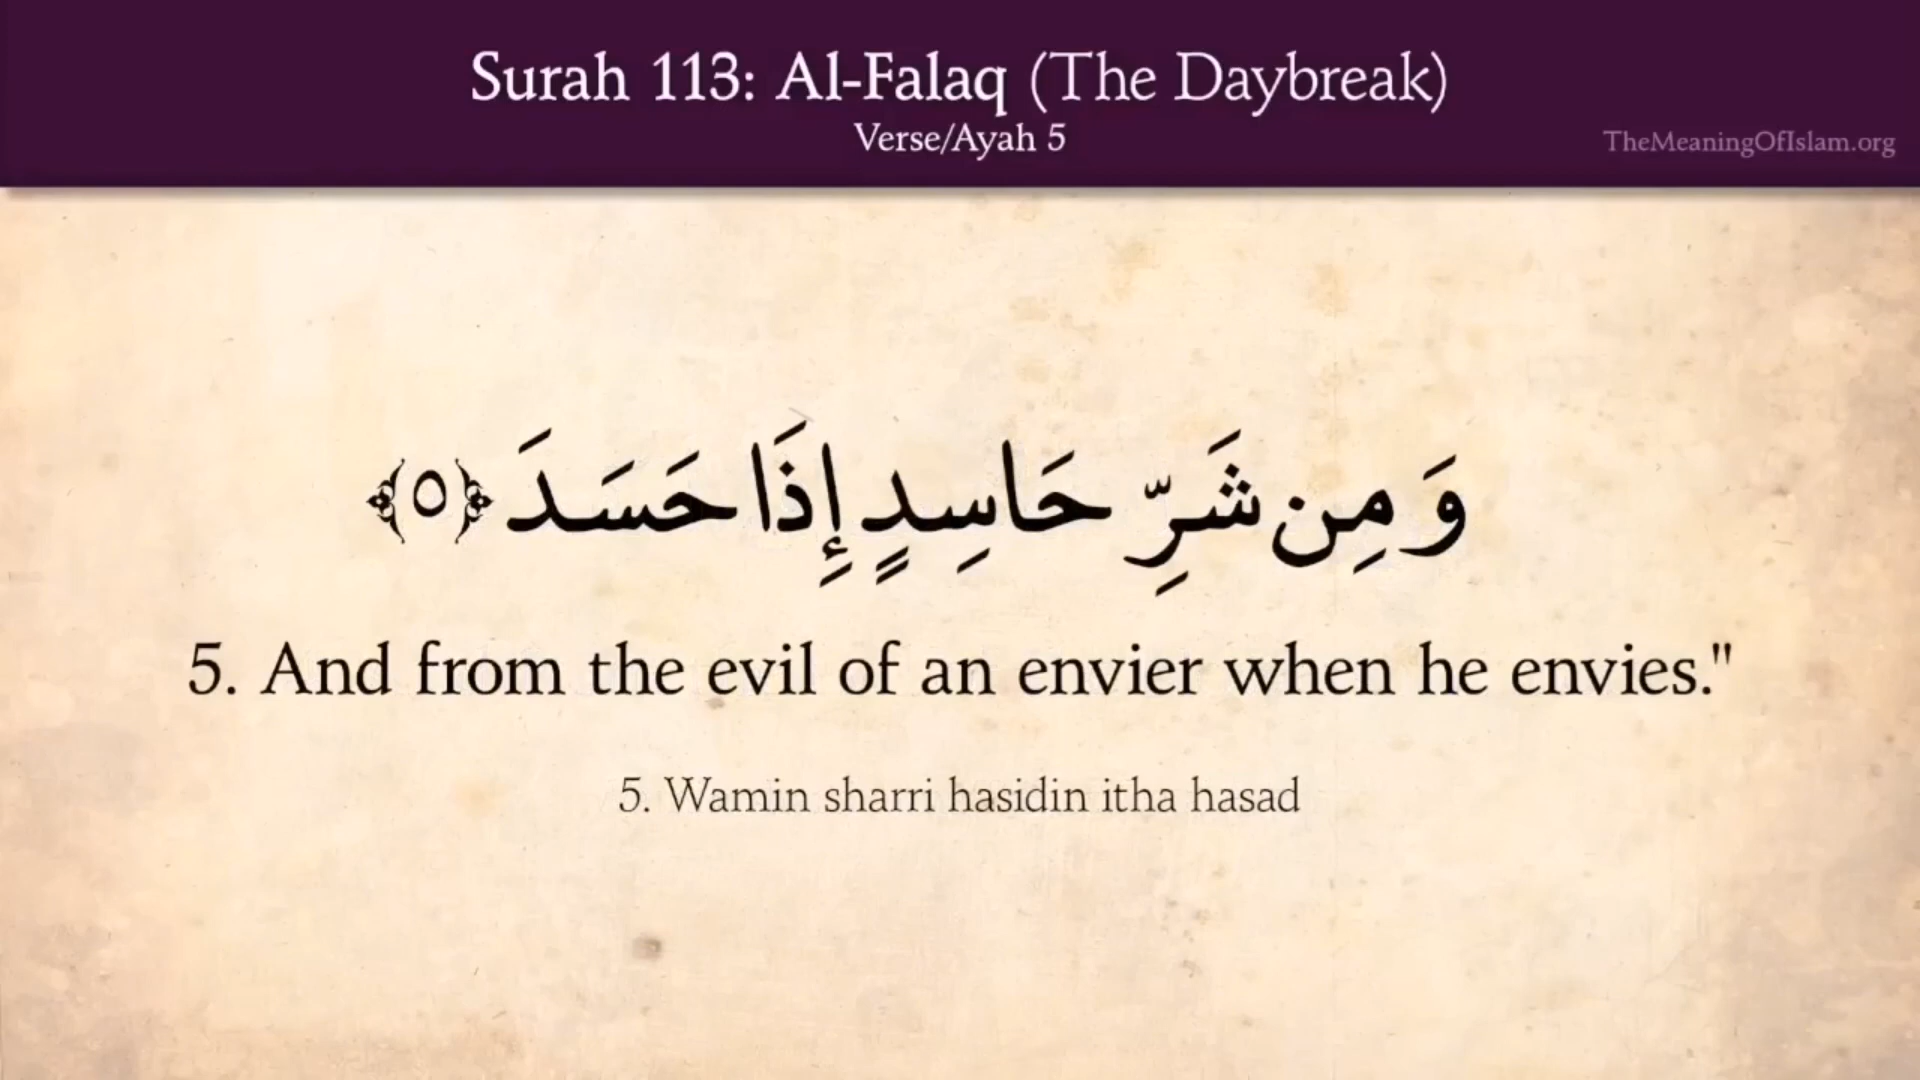 Surah 113: Al-Falaq (The Daybreak)
Verse/Ayah 5
TheMeaningOfIslam.org
وَمِن شَرِّ حَاسِدٍ إِذَا حَسَدَ ﴿٥﴾
5. And from the evil of an envier when he envies."
5. Wamin sharri hasidin itha hasad